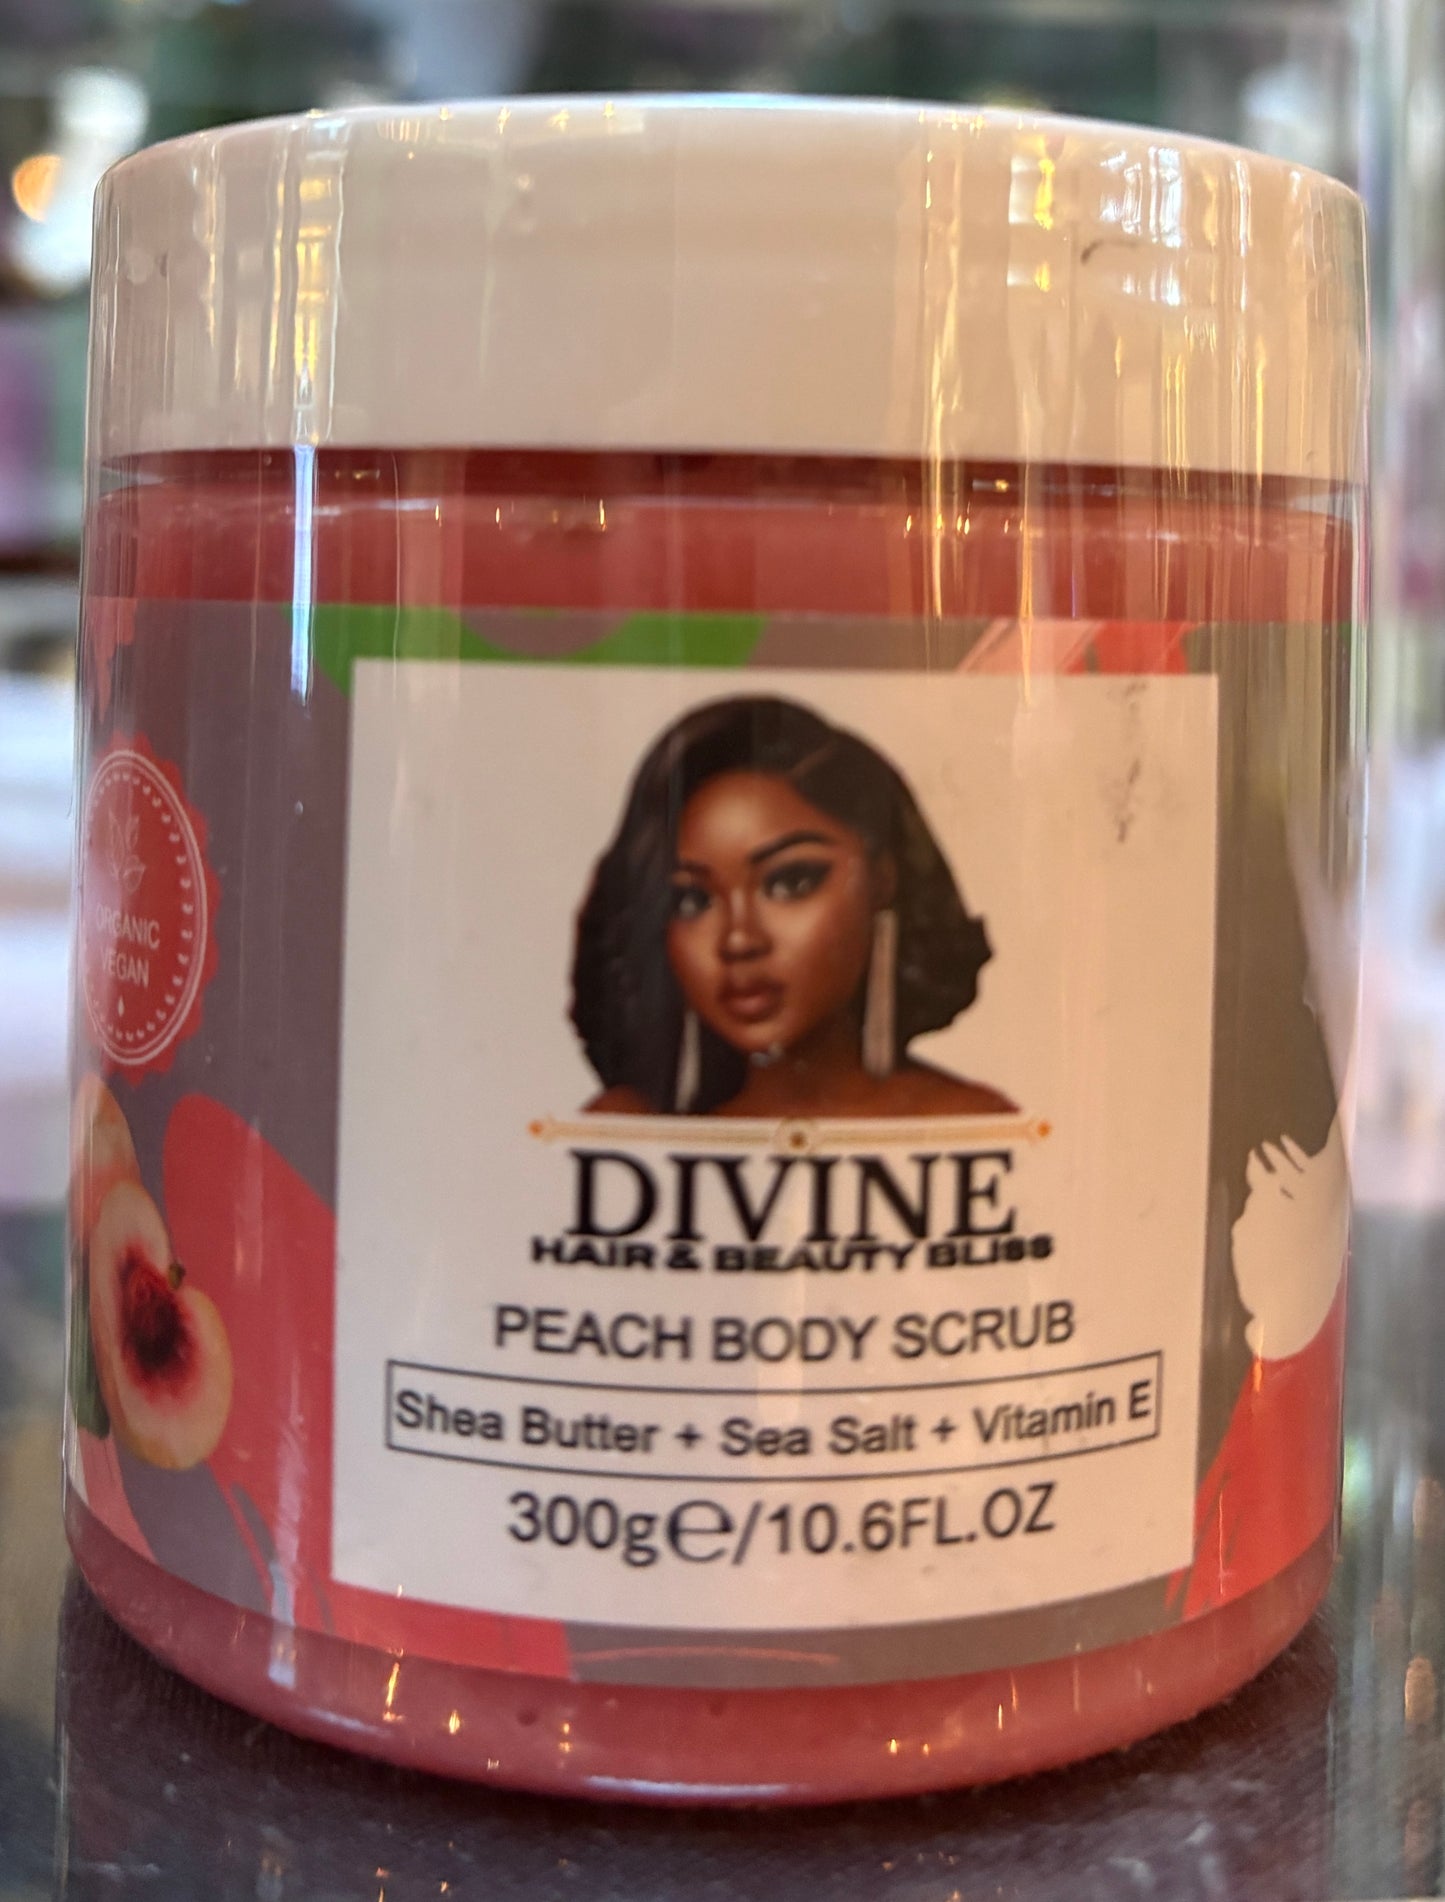 ORGANIC
VEGAN
DIVINE
HAIR & BEAUTY BLISS
PEACH BODY SCRUB
Shea Butter + Sea Salt + Vitamin E
300g℮/10.6FL.OZ